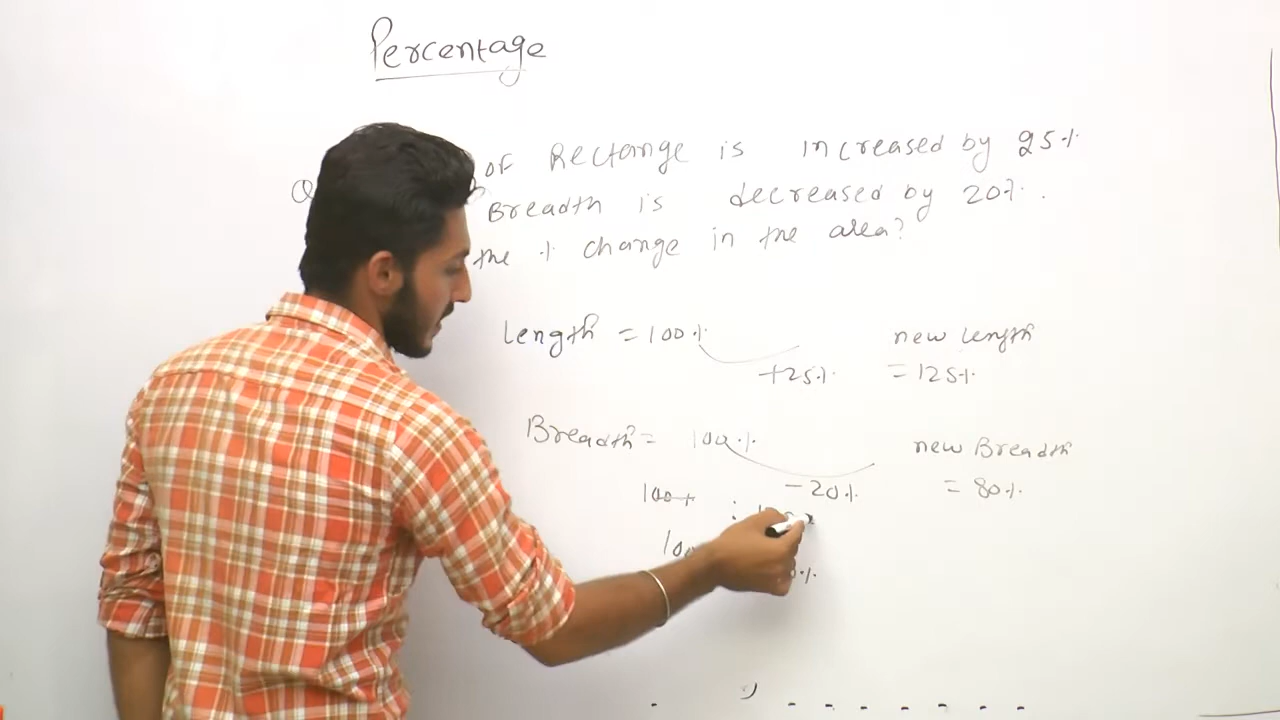 Percentage
Q of Rectange is increased by 25%
Breadth is decreased by 20%.
the % change in the area?
Length = 100% new length
+25% = 125%
Breadth = 100% new Breadth
100% -20% = 80%
:
100
%